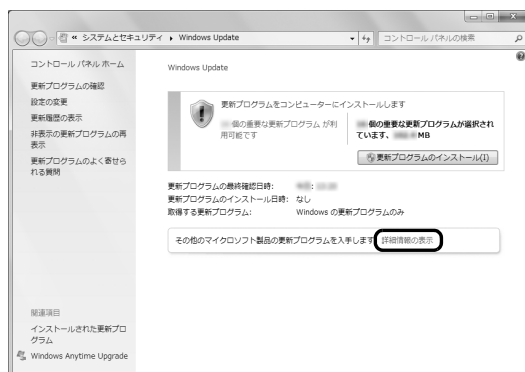 « システムとセキュリティ ▸ Windows Update
コントロール パネルの検索
コントロール パネル ホーム
更新プログラムの確認
設定の変更
更新履歴の表示
非表示の更新プログラムの再
表示
更新プログラムのよく寄せら
れる質問
Windows Update
更新プログラムをコンピューターにインストールします
個の重要な更新プログラム が利
用可能です
個の重要な更新プログラムが選択され
ています、 MB
更新プログラムのインストール(I)
更新プログラムの最終確認日時:
更新プログラムのインストール日時: なし
取得する更新プログラム: Windows の更新プログラムのみ
その他のマイクロソフト製品の更新プログラムを入手します 詳細情報の表示
関連項目
インストールされた更新プロ
グラム
Windows Anytime Upgrade